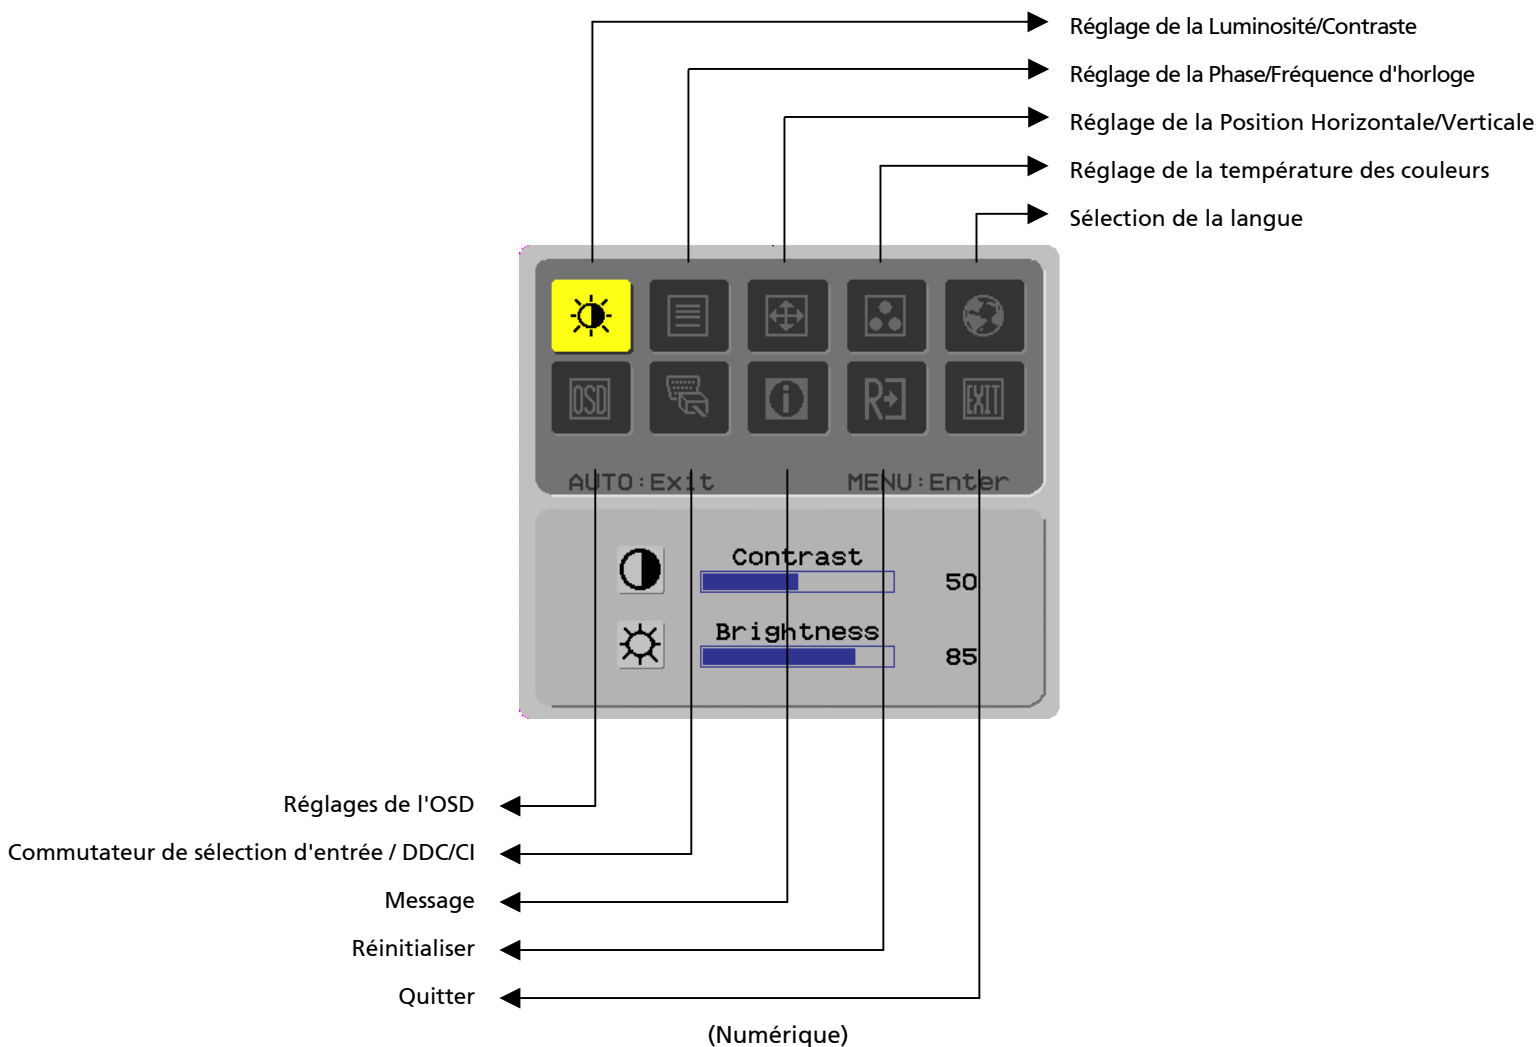 Réglage de la Luminosité/Contraste
Réglage de la Phase/Fréquence d'horloge
Réglage de la Position Horizontale/Verticale
Réglage de la température des couleurs
Sélection de la langue
OSD
R
EXIT
AUTO:Exit MENU:Enter
Contrast
50
Brightness
85
Réglages de l'OSD
Commutateur de sélection d'entrée / DDC/CI
Message
Réinitialiser
Quitter
(Numérique)